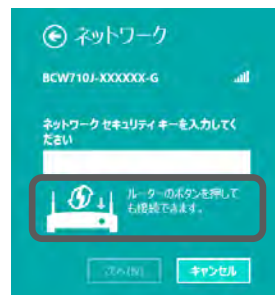 ネットワーク
BCW710J-XXXXXX-G
ネットワーク セキュリティ キーを入力してく
ださい
ルーターのボタンを押して
も接続できます。
次へ(N)
キャンセル